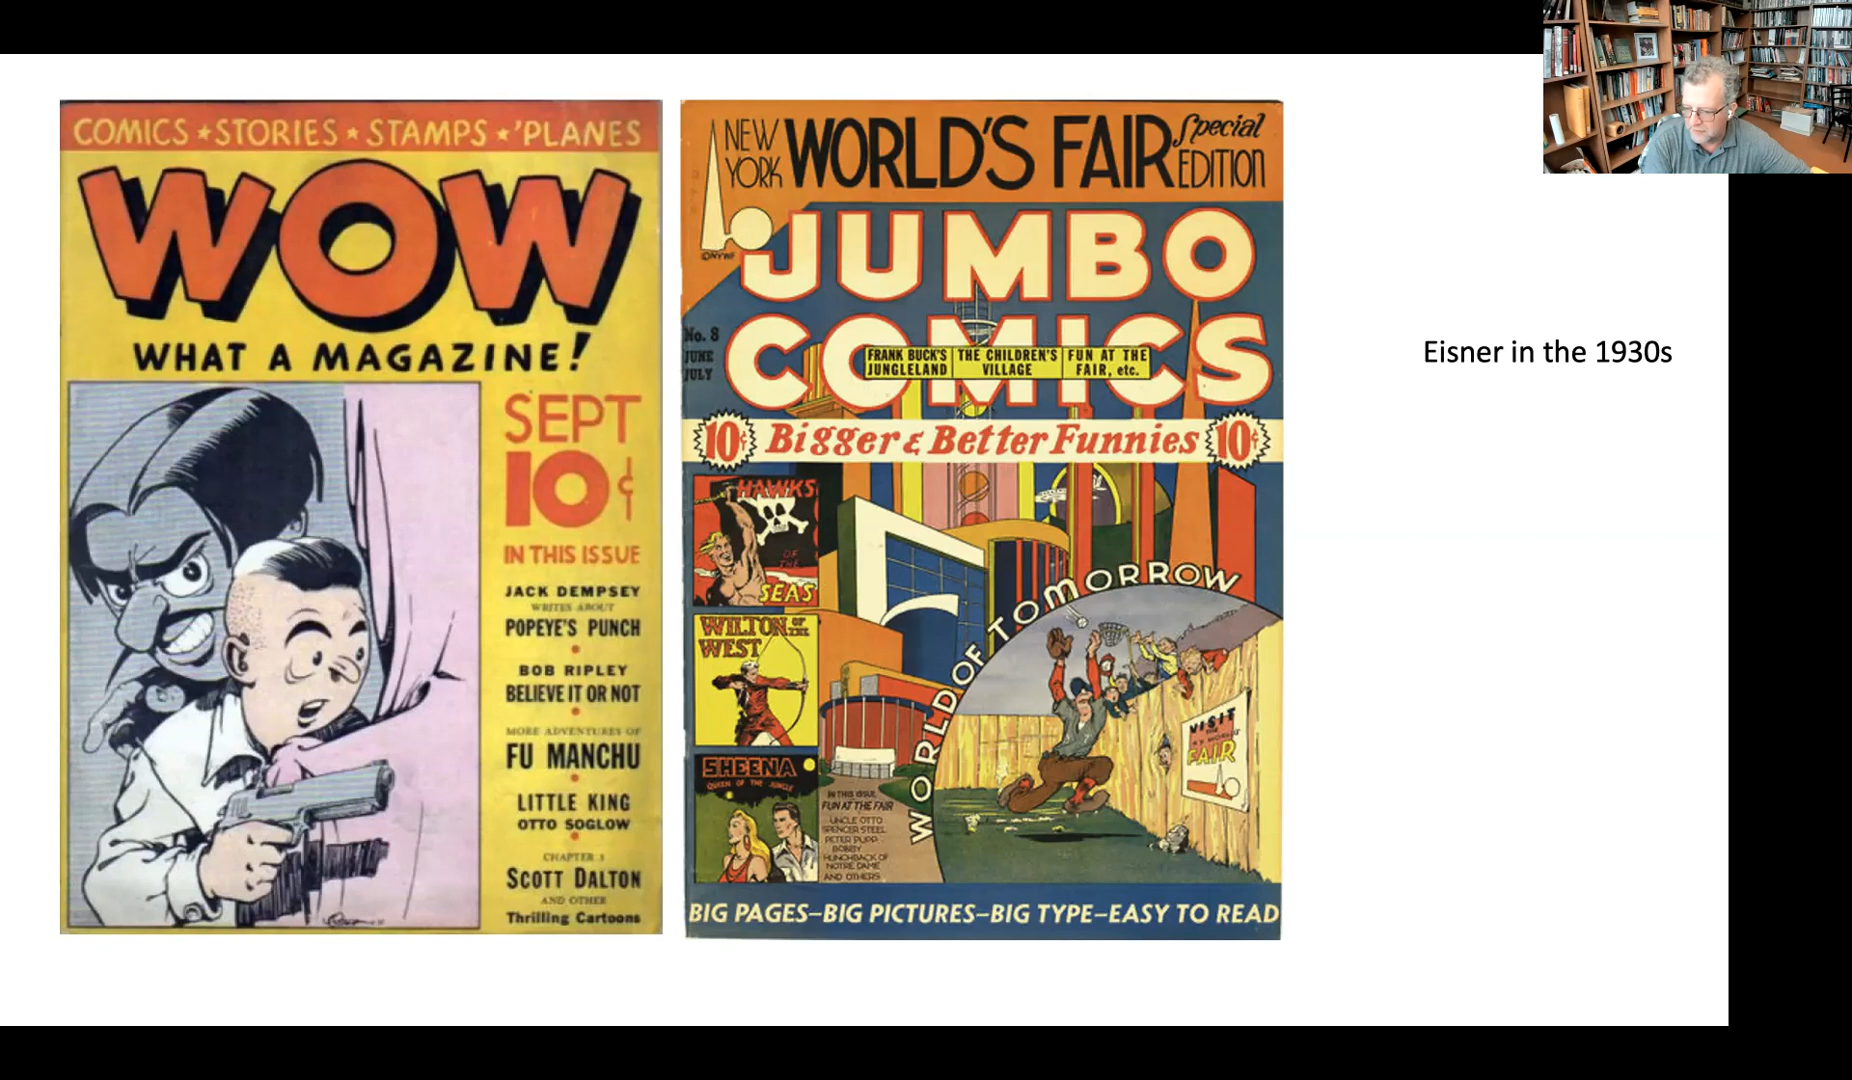 COMICS ★ STORIES ★ STAMPS ★ 'PLANES
WOW
WHAT A MAGAZINE!
SEPT
10¢
IN THIS ISSUE
JACK DEMPSEY
WRITES ABOUT
POPEYE'S PUNCH
BOB RIPLEY
BELIEVE IT OR NOT
MORE ADVENTURES OF
FU MANCHU
LITTLE KING
OTTO SOGLOW
CHAPTER 3
SCOTT DALTON
AND OTHER
Thrilling Cartoons
NEW YORK WORLD'S FAIR Special EDITION
©NYWF
JUMBO
COMICS
No. 8
JUNE
JULY
FRANK BUCK'S JUNGLELAND
THE CHILDREN'S VILLAGE
FUN AT THE FAIR, etc.
10¢ Bigger & Better Funnies 10¢
HAWKS
OF
THE
SEAS
WILTON OF THE
WEST
SHEENA
QUEEN OF THE JUNGLE
WORLD OF TOMORROW
VISIT
FAIR
IN THIS ISSUE
FUN AT THE FAIR
UNCLE OTTO
SPENCER STEEL
PETER PUPP
BOBBY
HUNCHBACK OF
NOTRE DAME
AND OTHERS
BIG PAGES–BIG PICTURES–BIG TYPE–EASY TO READ
Eisner in the 1930s